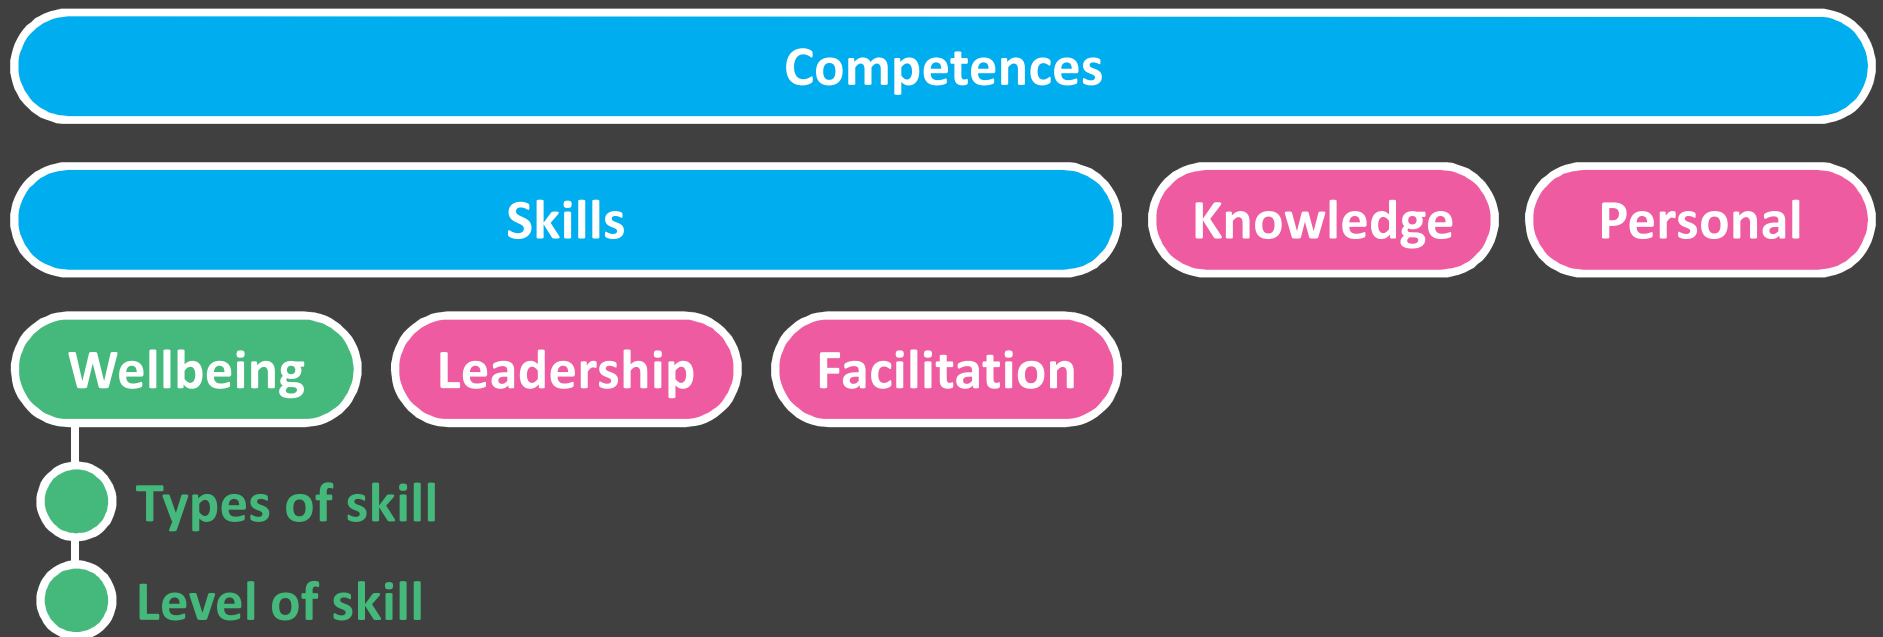 Competences
Skills Knowledge Personal
Wellbeing Leadership Facilitation
Types of skill
Level of skill